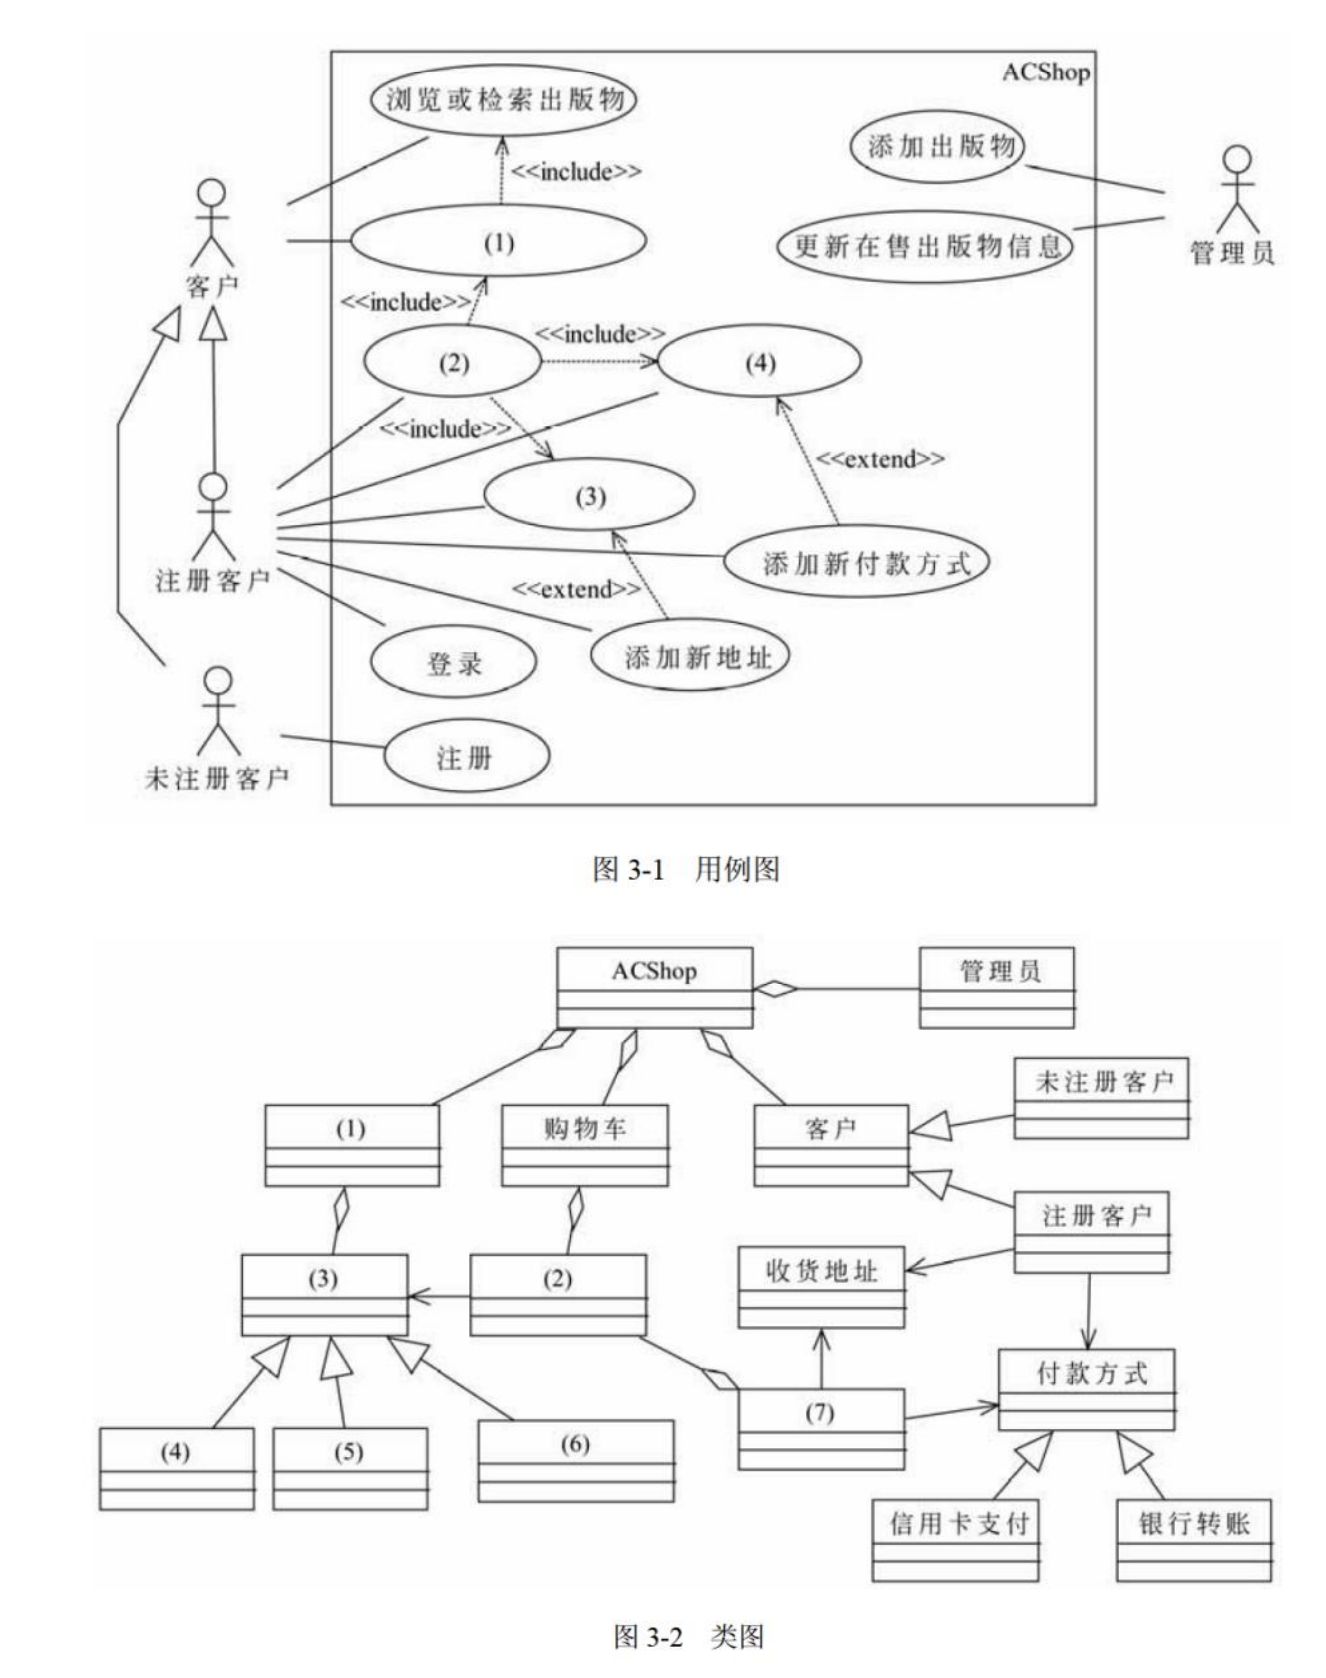 ACShop
浏览或检索出版物
添加出版物
<<include>>
(1)
更新在售出版物信息
管理员
客户
<<include>>
<<include>>
(2)
(4)
<<include>>
<<extend>>
(3)
添加新付款方式
注册客户
<<extend>>
登录
添加新地址
注册
未注册客户
图 3-1 用例图
ACShop
管理员
未注册客户
(1)
购物车
客户
注册客户
(3)
(2)
收货地址
付款方式
(7)
(4)
(5)
(6)
信用卡支付
银行转账
图 3-2 类图